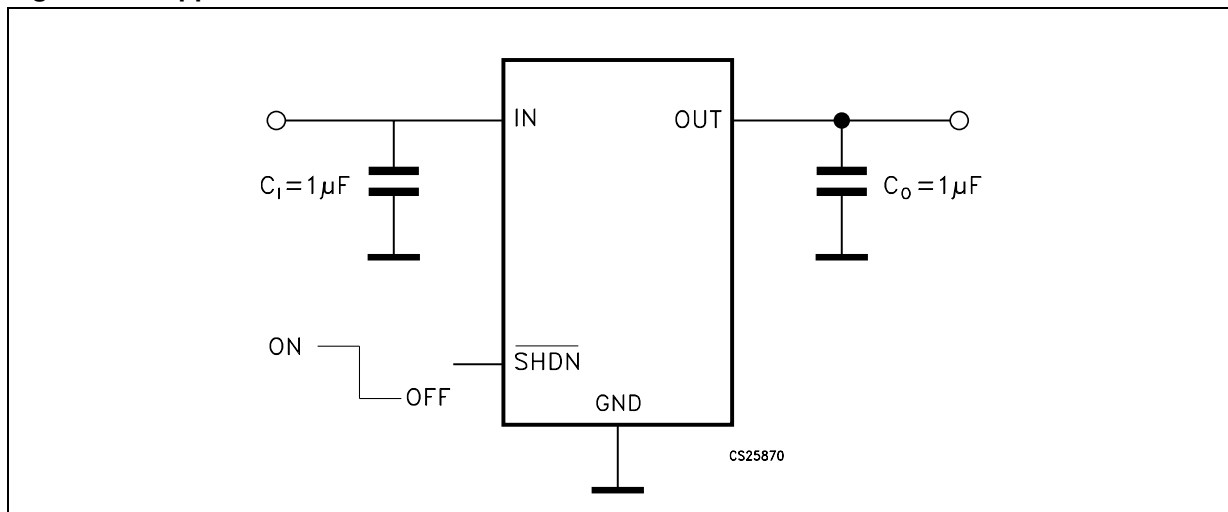 IN
OUT
C_I=1µF
C_O=1µF
ON
SHDN
OFF
GND
CS25870